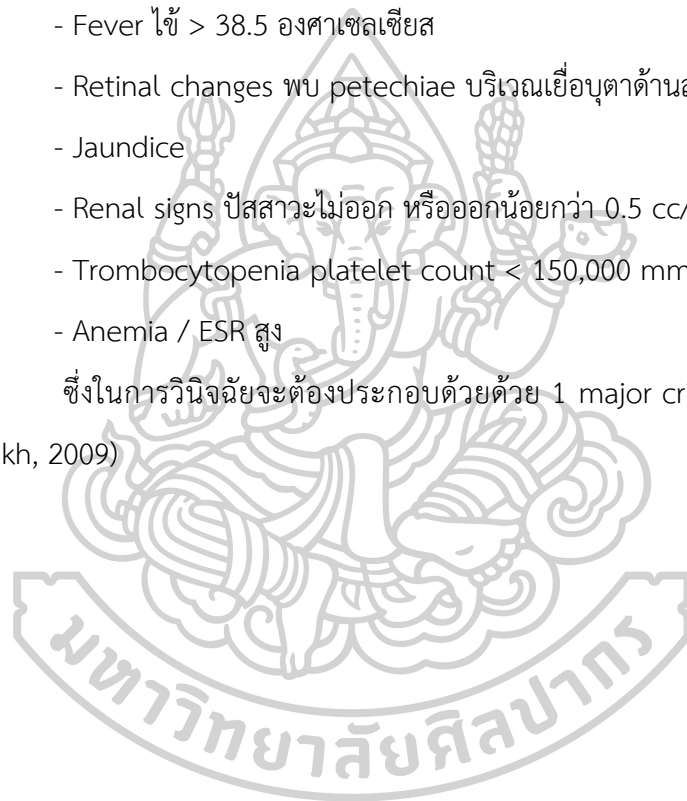 - Fever ไข้ > 38.5 องศาเซลเซียส
- Retinal changes พบ petechiae บริเวณเยื่อบุตาด้าน
- Jaundice
- Renal signs ปัสสาวะไม่ออก หรือออกน้อยกว่า 0.5 cc/
- Trombocytopenia platelet count < 150,000 mm
- Anemia / ESR สูง
ซึ่งในการวินิจฉัยจะต้องประกอบด้วยด้วย 1 major cr
kh, 2009)
มหาวิทยาลัยศิลปากร